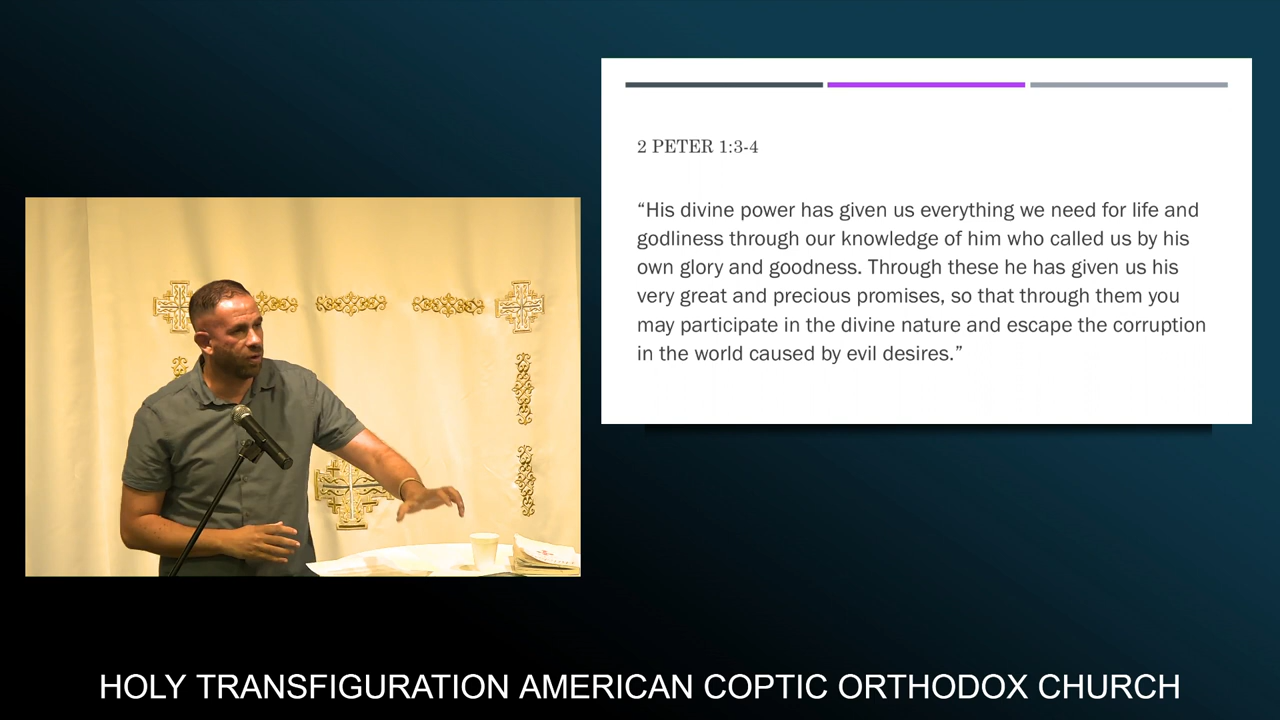 2 PETER 1:3-4
“His divine power has given us everything we need for life and
godliness through our knowledge of him who called us by his
own glory and goodness. Through these he has given us his
very great and precious promises, so that through them you
may participate in the divine nature and escape the corruption
in the world caused by evil desires.”
HOLY TRANSFIGURATION AMERICAN COPTIC ORTHODOX CHURCH